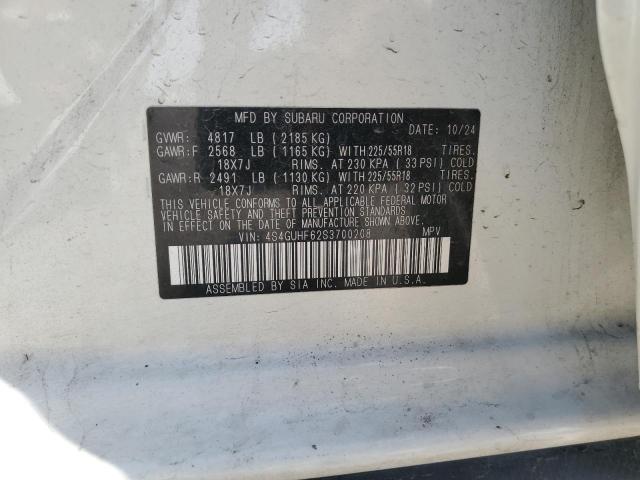 MFD BY SUBARU CORPORATION
GVWR: 4817 LB (2185 KG) DATE: 10/24
GAWR:F 2568 LB (1165 KG) WITH 225/55R18 TIRES.
18X7J RIMS. AT 230 KPA (33 PSI) COLD
GAWR:R 2491 LB (1130 KG) WITH 225/55R18 TIRES.
18X7J RIMS. AT 220 KPA (32 PSI) COLD
THIS VEHICLE CONFORMS TO ALL APPLICABLE FEDERAL MOTOR
VEHICLE SAFETY AND THEFT PREVENTION STANDARDS
IN EFFECT ON THE DATE OF MANUFACTURE SHOWN ABOVE.
VIN: 4S4GUHF62S3700208 MPV
ASSEMBLED BY SIA INC. MADE IN U.S.A.